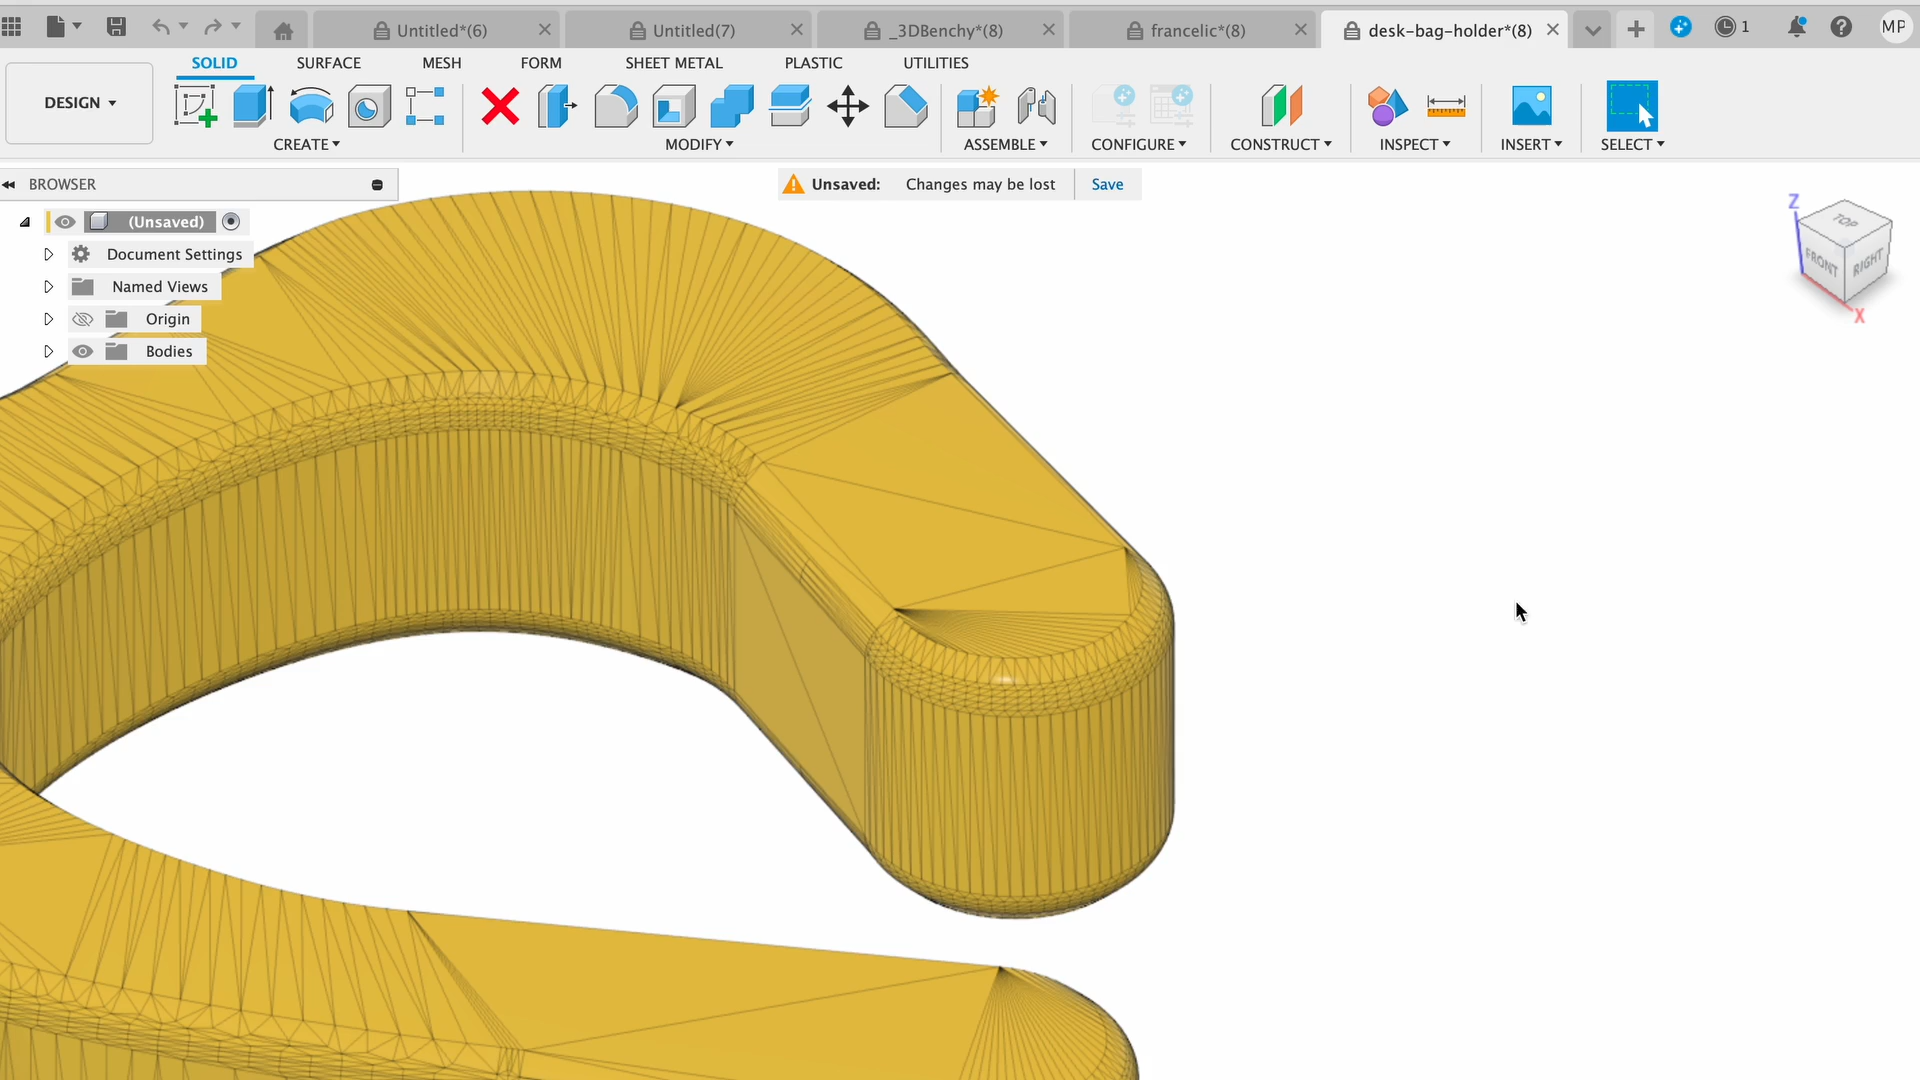 Untitled*(6)
Untitled(7)
_3DBenchy*(8)
francelic*(8)
desk-bag-holder*(8)
1
MP
SOLID
SURFACE
MESH
FORM
SHEET METAL
PLASTIC
UTILITIES
DESIGN
CREATE
MODIFY
ASSEMBLE
CONFIGURE
CONSTRUCT
INSPECT
INSERT
SELECT
BROWSER
Unsaved: Changes may be lost Save
(Unsaved)
Document Settings
Named Views
Origin
Bodies
Z
TOP
FRONT
RIGHT
X